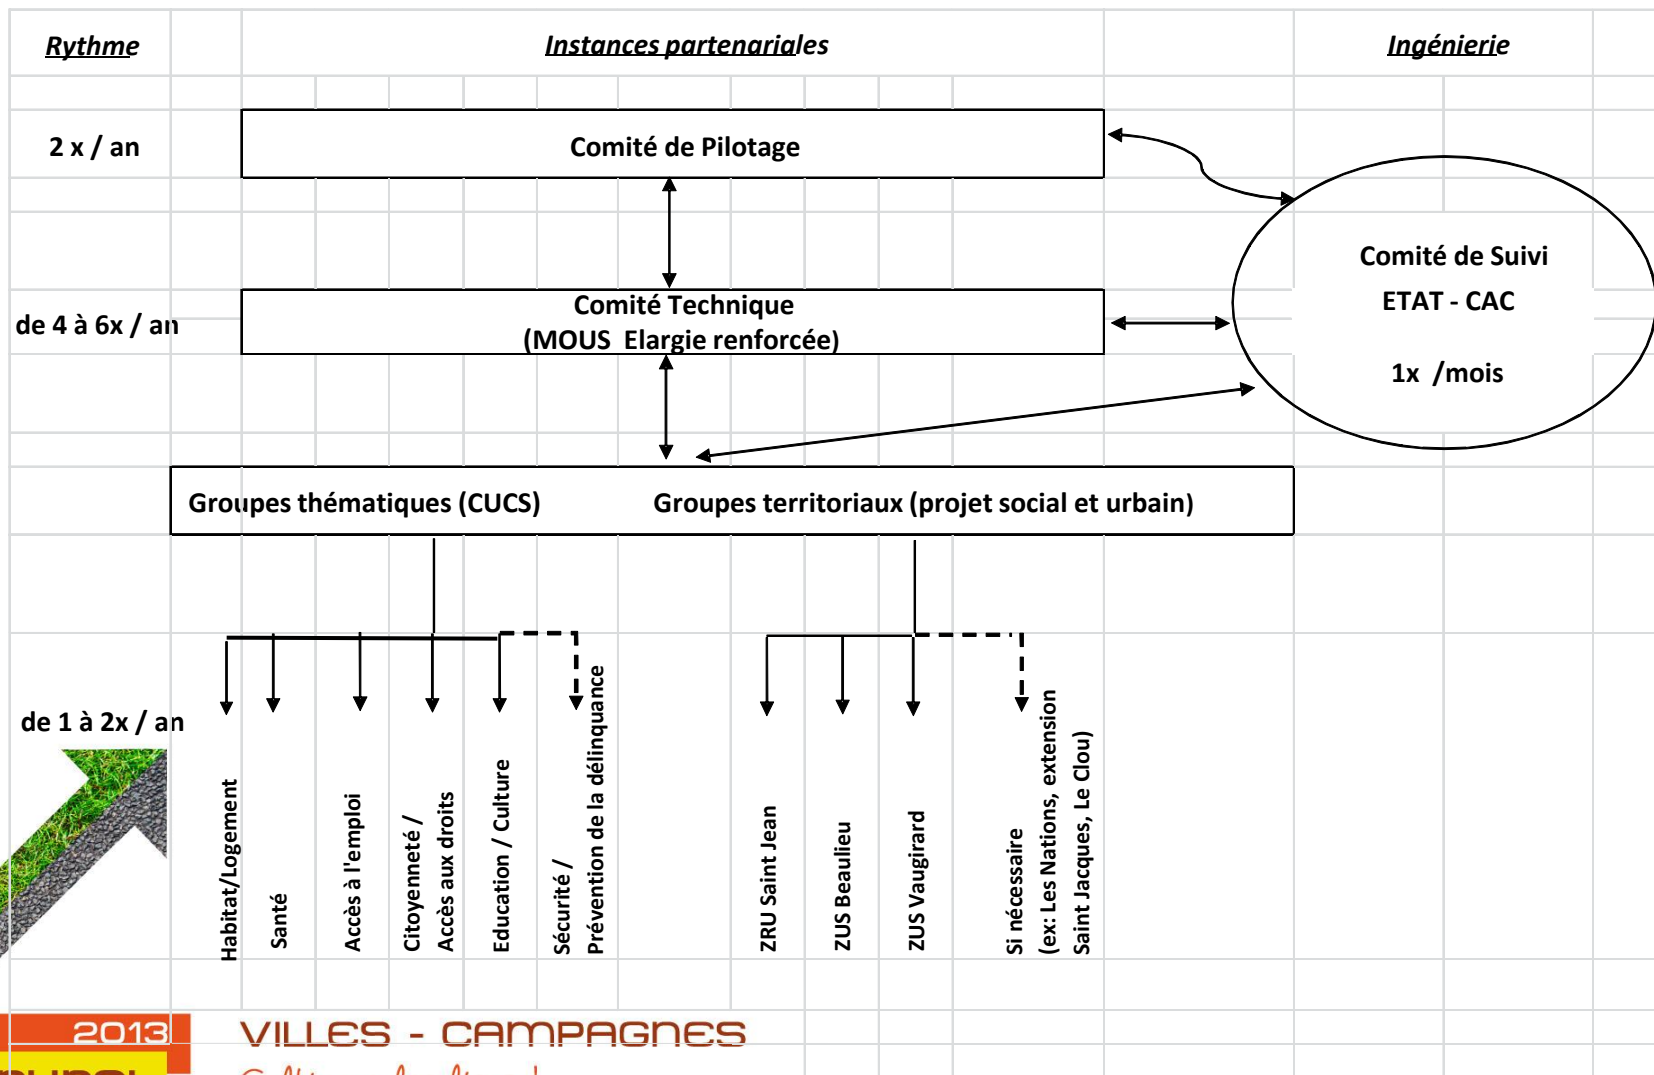 Rythme
Instances partenariales
Ingénierie
2 x / an
Comité de Pilotage
Comité de Suivi
ETAT - CAC
1x /mois
de 4 à 6x / an
Comité Technique
(MOUS Elargie renforcée)
Groupes thématiques (CUCS)
Groupes territoriaux (projet social et urbain)
de 1 à 2x / an
Habitat/Logement
Santé
Accès à l'emploi
Citoyenneté /
Accès aux droits
Education / Culture
Sécurité /
Prévention de la délinquance
ZRU Saint Jean
ZUS Beaulieu
ZUS Vaugirard
Si nécessaire
(ex: Les Nations, extension
Saint Jacques, Le Clou)
2013
VILLES - CAMPAGNES